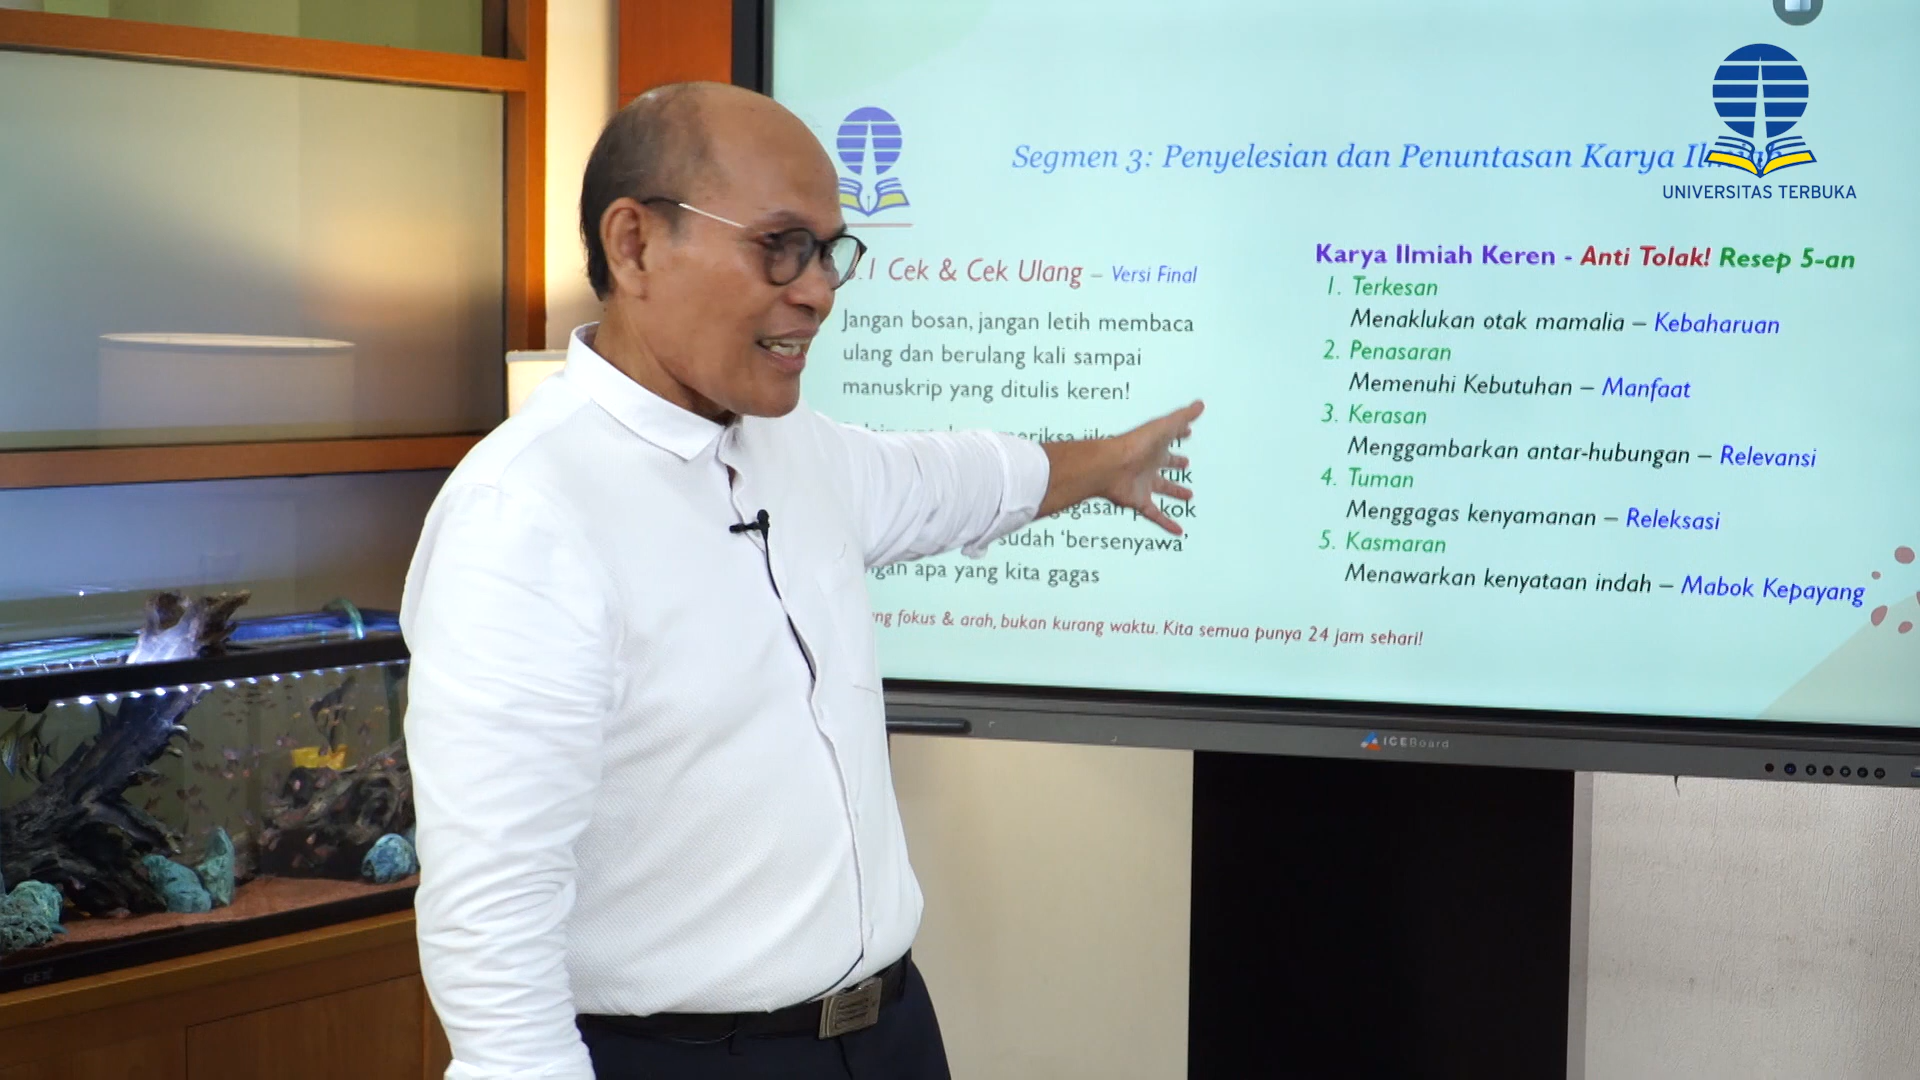 UNIVERSITAS TERBUKA
Segmen 3: Penyelesian dan Penuntasan Karya
.1 Cek & Cek Ulang – Versi Final
Jangan bosan, jangan letih membaca
ulang dan berulang kali sampai
manuskrip yang ditulis keren!
sudah ‘bersenyawa’
apa yang kita gagas
Karya Ilmiah Keren - Anti Tolak! Resep 5-an
1. Terkesan
Menaklukan otak mamalia – Kebaharuan
2. Penasaran
Memenuhi Kebutuhan – Manfaat
3. Kerasan
Menggambarkan antar-hubungan – Relevansi
4. Tuman
Menggagas kenyamanan – Releksasi
5. Kasmaran
Menawarkan kenyataan indah – Mabok Kepayang
fokus & arah, bukan kurang waktu. Kita semua punya 24 jam sehari!
ICEBoard